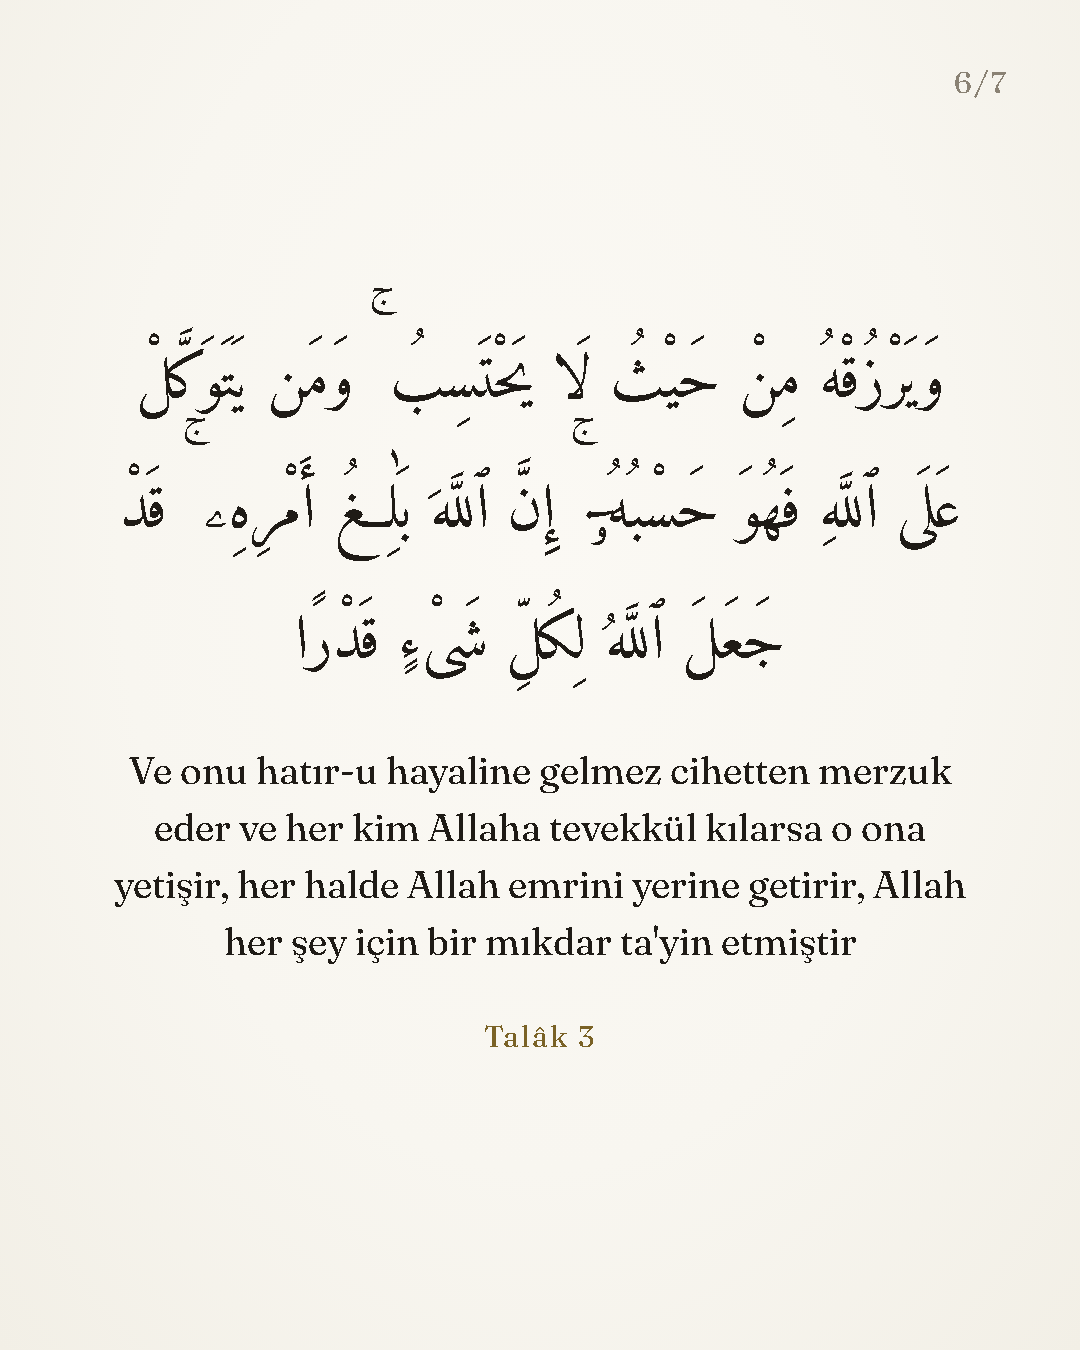 6/7
وَيَرْزُقْهُ مِنْ حَيْثُ لَا يَحْتَسِبُ ۚ وَمَن يَتَوَكَّلْ
عَلَى ٱللَّهِ فَهُوَ حَسْبُهُۥٓ ۚ إِنَّ ٱللَّهَ بَـٰلِغُ أَمْرِهِۦ ۚ قَدْ
جَعَلَ ٱللَّهُ لِكُلِّ شَىْءٍ قَدْرًا
Ve onu hatır-u hayaline gelmez cihetten merzuk
eder ve her kim Allaha tevekkül kılarsa o ona
yetişir, her halde Allah emrini yerine getirir, Allah
her şey için bir mıkdar ta'yin etmiştir
Talâk 3